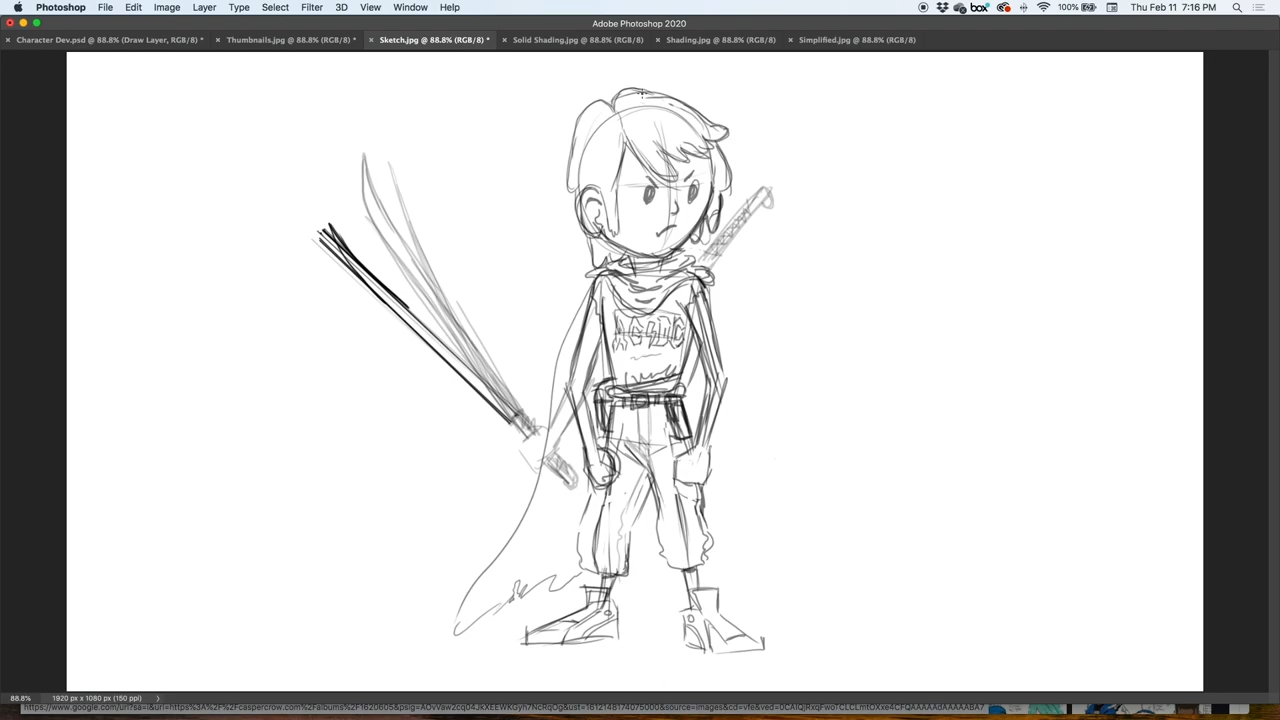 Photoshop File Edit Image Layer Type Select Filter 3D View Window Help box 100% Thu Feb 11 7:16 PM
Adobe Photoshop 2020
Character Dev.psd @ 88.8% (Draw Layer, RGB/8) * Thumbnails.jpg @ 88.8% (RGB/8) * Sketch.jpg @ 88.8% (RGB/8) * Solid Shading.jpg @ 88.8% (RGB/8) Shading.jpg @ 88.8% (RGB/8) Simplified.jpg @ 88.8% (RGB/8)
88.8% 1920 px x 1080 px (150 ppi)